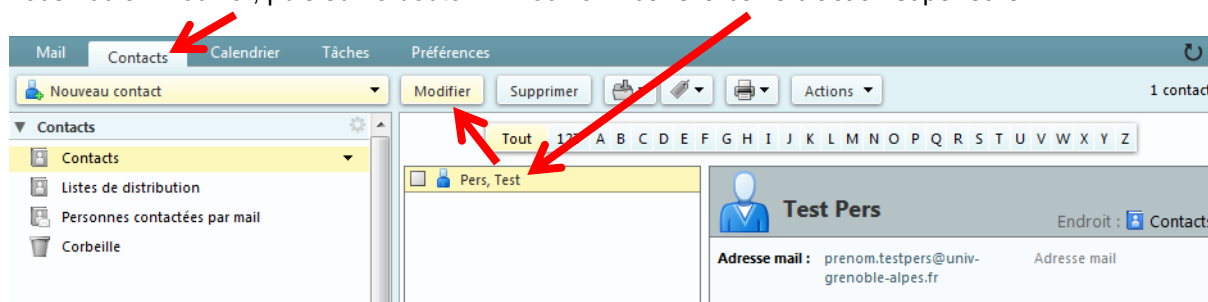 Mail Contacts Calendrier Tâches Préférences
Nouveau contact Modifier Supprimer Actions 1 contact
Contacts
Tout 123 A B C D E F G H I J K L M N O P Q R S T U V W X Y Z
Contacts
Listes de distribution
Personnes contactées par mail
Corbeille
Pers, Test
Test Pers
Endroit : Contacts
Adresse mail : prenom.testpers@univ-
grenoble-alpes.fr
Adresse mail